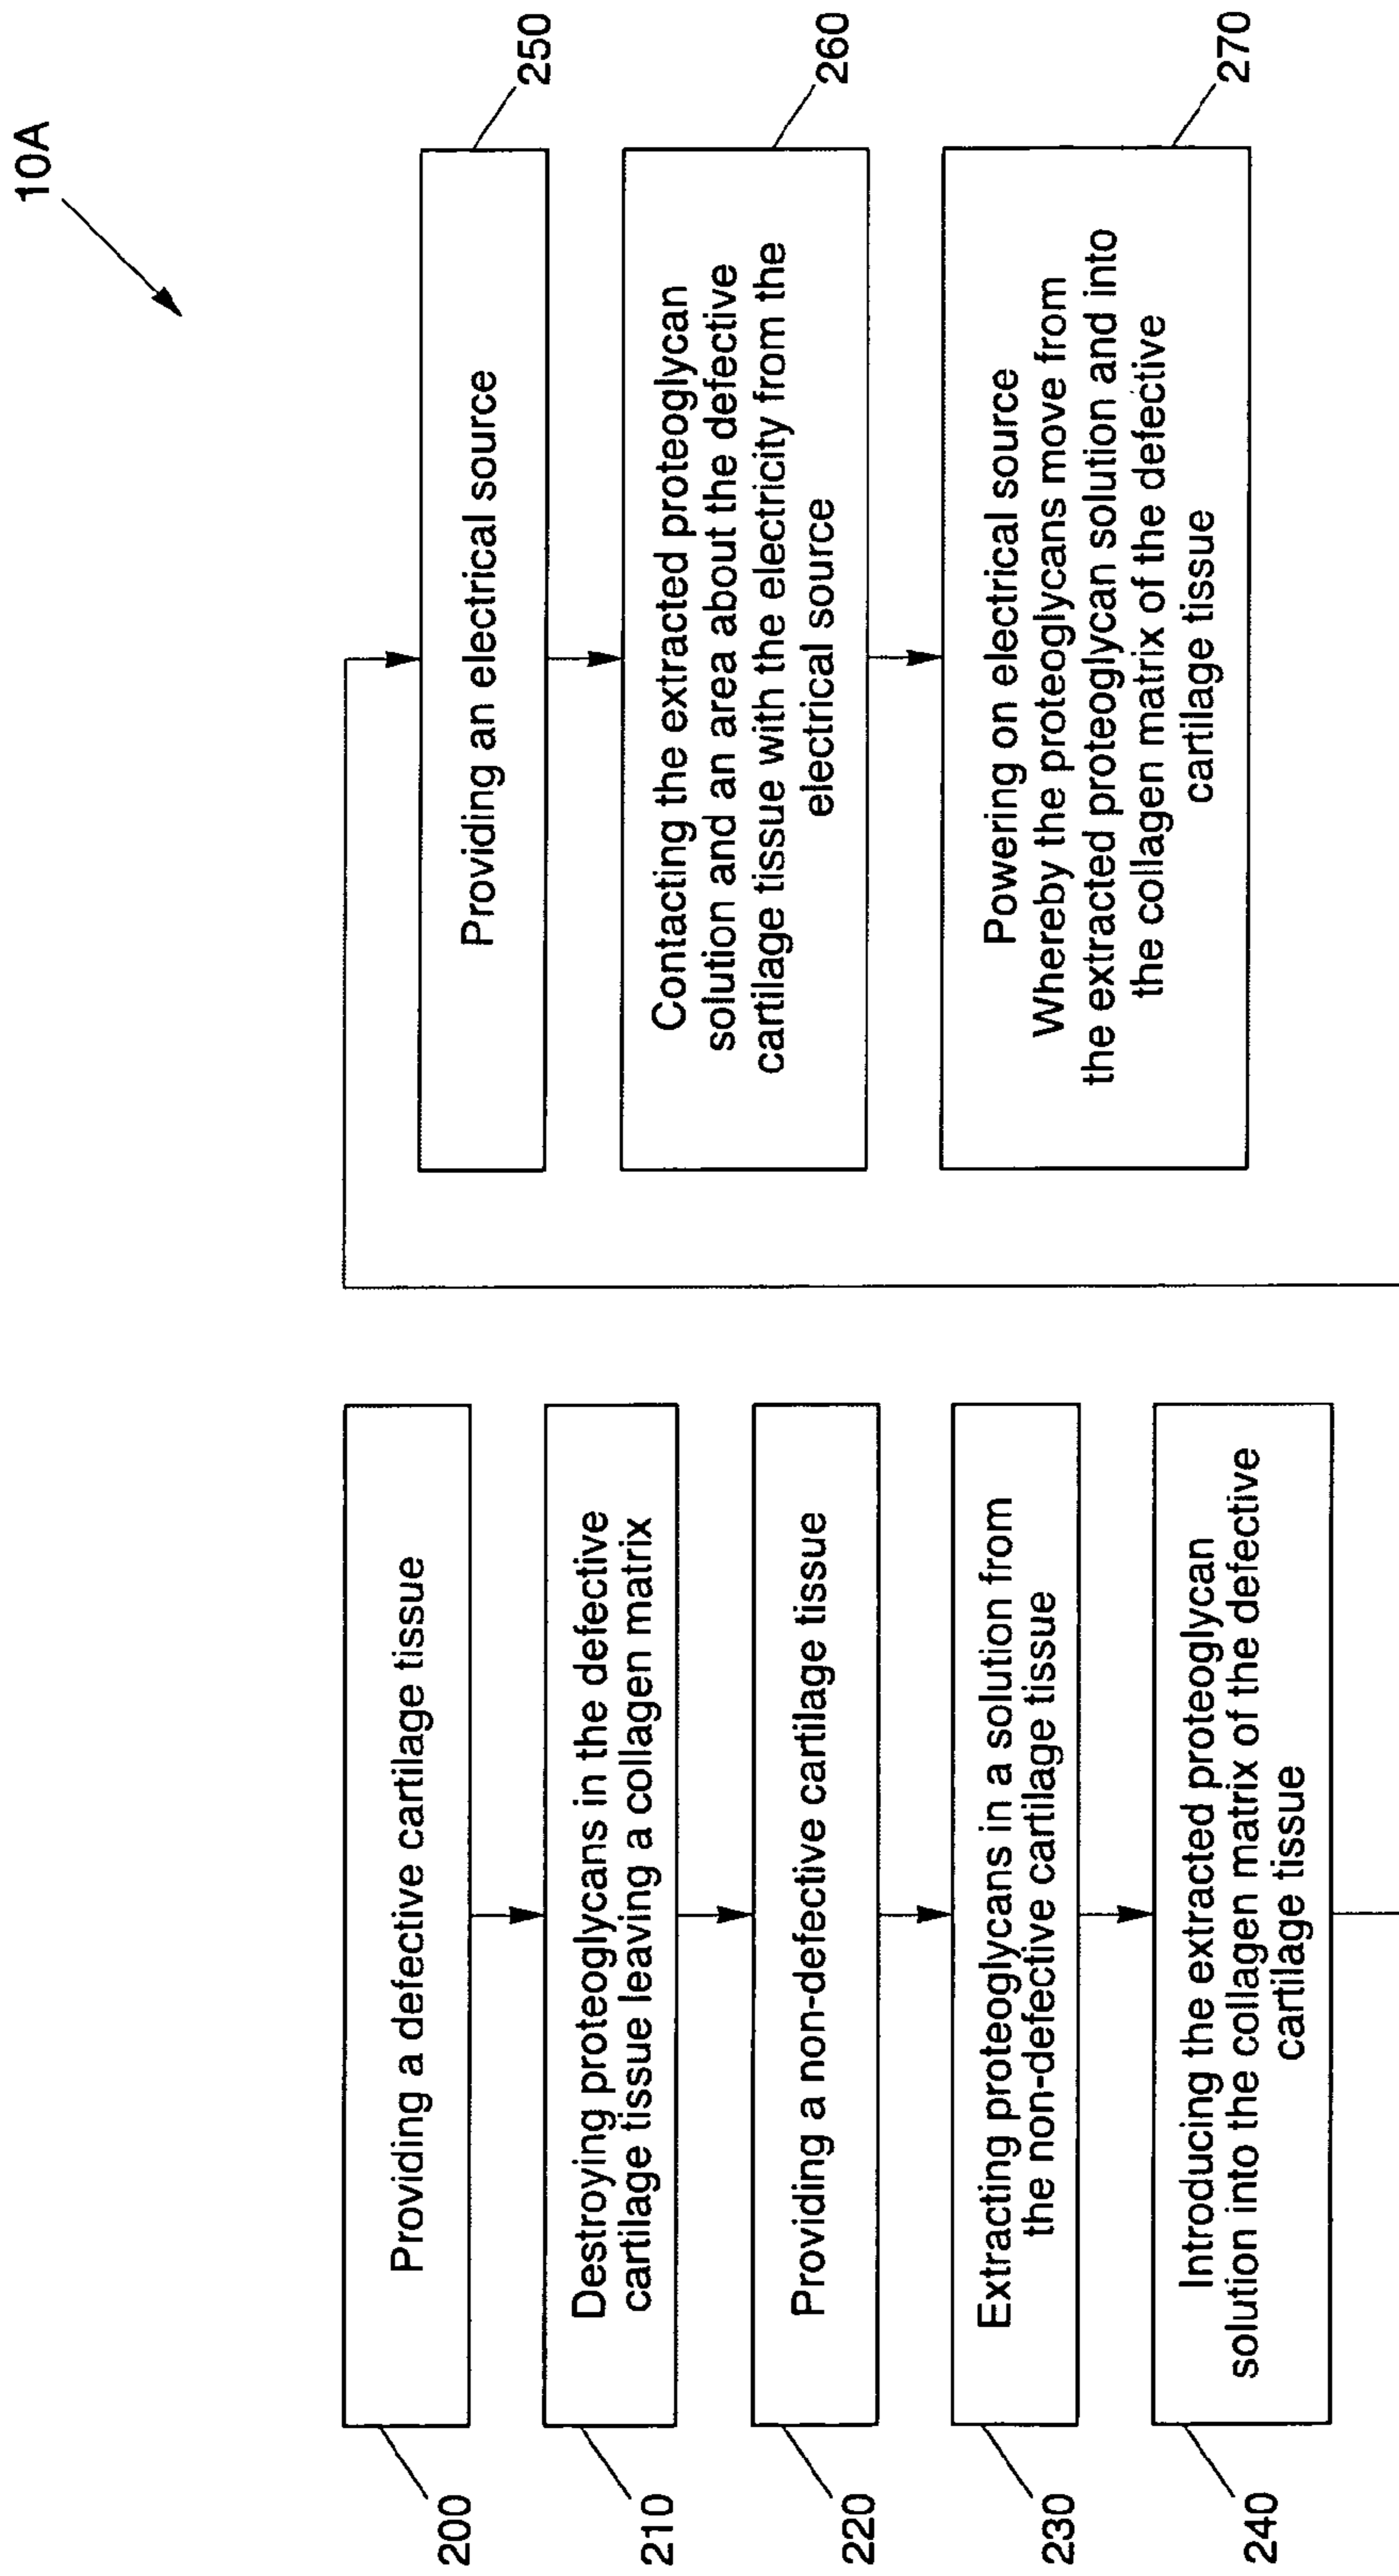 10A
200
Providing a defective cartilage tissue
210
Destroying proteoglycans in the defective
cartilage tissue leaving a collagen matrix
220
Providing a non-defective cartilage tissue
230
Extracting proteoglycans in a solution from
the non-defective cartilage tissue
240
Introducing the extracted proteoglycan
solution into the collagen matrix of the defective
cartilage tissue
Providing an electrical source
250
Contacting the extracted proteoglycan
solution and an area about the defective
cartilage tissue with the electricity from the
electrical source
260
Powering on electrical source
Whereby the proteoglycans move from
the extracted proteoglycan solution and into
the collagen matrix of the defective
cartilage tissue
270